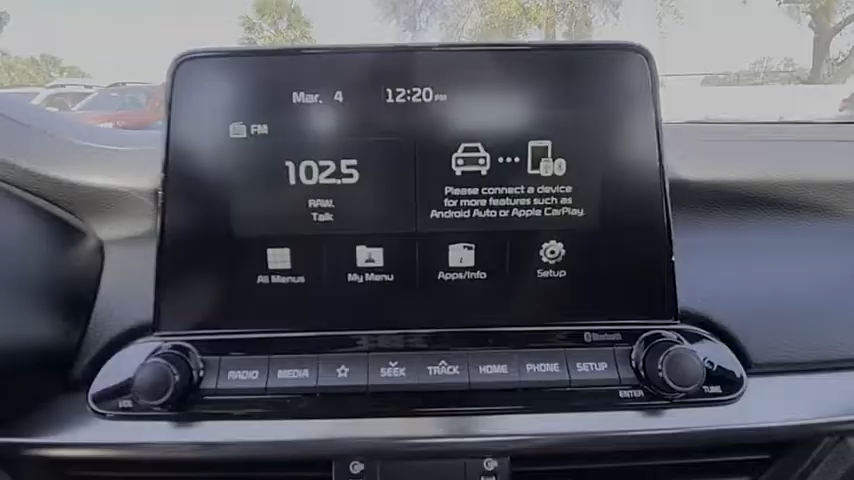 Mar. 4 12:20 PM
FM
102.5
RAW.
Talk
Please connect a device
for more features such as
Android Auto or Apple CarPlay.
All Menus My Menu Apps/Info Setup
Bluetooth
RADIO MEDIA SEEK TRACK HOME PHONE SETUP
ENTER TUNE